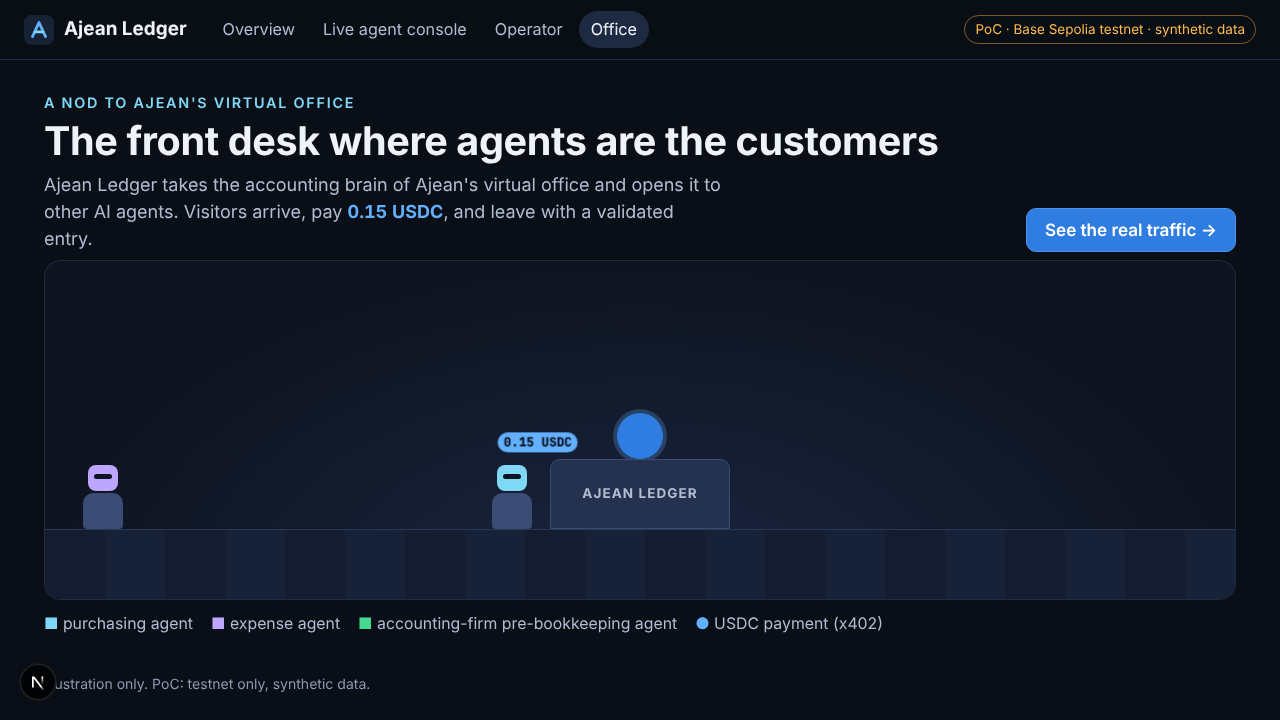 Ajean Ledger
Overview
Live agent console
Operator
Office
PoC · Base Sepolia testnet · synthetic data
A NOD TO AJEAN'S VIRTUAL OFFICE
The front desk where agents are the customers
Ajean Ledger takes the accounting brain of Ajean's virtual office and opens it to
other AI agents. Visitors arrive, pay 0.15 USDC, and leave with a validated
entry.
See the real traffic →
0.15 USDC
AJEAN LEDGER
purchasing agent
expense agent
accounting-firm pre-bookkeeping agent
USDC payment (x402)
ustration only. PoC: testnet only, synthetic data.